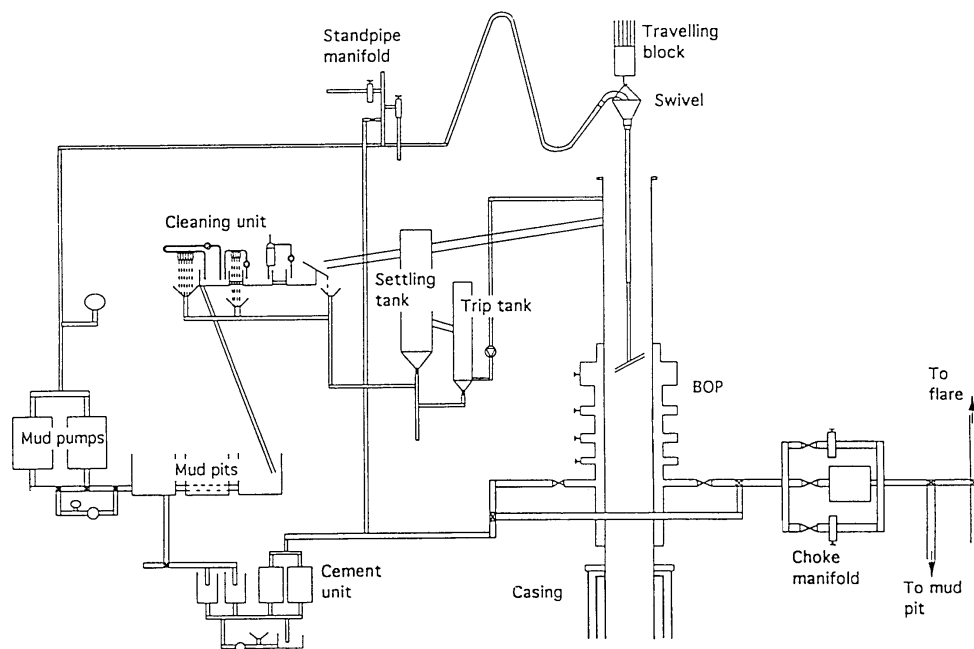 Standpipe
manifold
Travelling
block
Swivel
Cleaning unit
Settling
tank
Trip tank
BOP
To
flare
Mud pumps
Mud pits
Cement
unit
Casing
Choke
manifold
To mud
pit